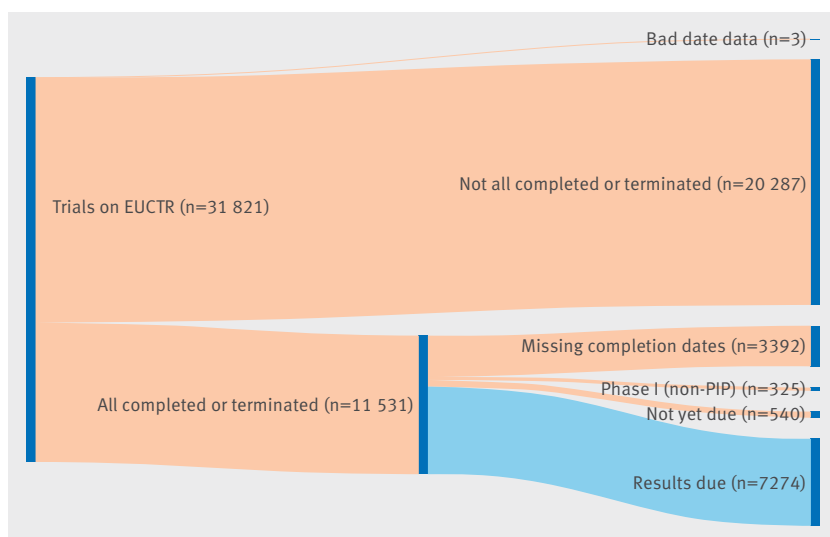 Bad date data (n=3)
Not all completed or terminated (n=20 287)
Trials on EUCTR (n=31 821)
Missing completion dates (n=3392)
Phase I (non-PIP) (n=325)
All completed or terminated (n=11 531)
Not yet due (n=540)
Results due (n=7274)